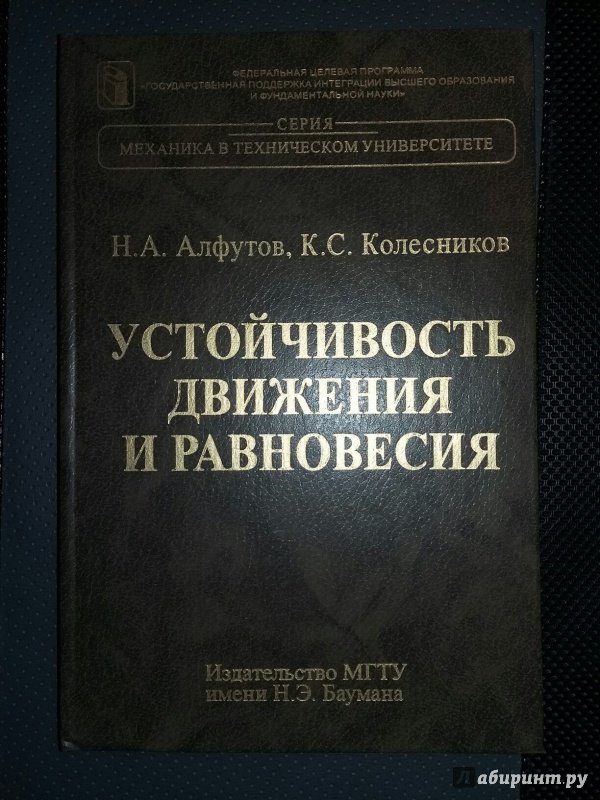 ФЕДЕРАЛЬНАЯ ЦЕЛЕВАЯ ПРОГРАММА
«ГОСУДАРСТВЕННАЯ ПОДДЕРЖКА ИНТЕГРАЦИИ ВЫСШЕГО ОБРАЗОВАНИЯ
И ФУНДАМЕНТАЛЬНОЙ НАУКИ»
СЕРИЯ
МЕХАНИКА В ТЕХНИЧЕСКОМ УНИВЕРСИТЕТЕ
Н.А. Алфутов, К.С. Колесников
УСТОЙЧИВОСТЬ
ДВИЖЕНИЯ
И РАВНОВЕСИЯ
Издательство МГТУ
имени Н.Э. Баумана
Лабиринт.ру